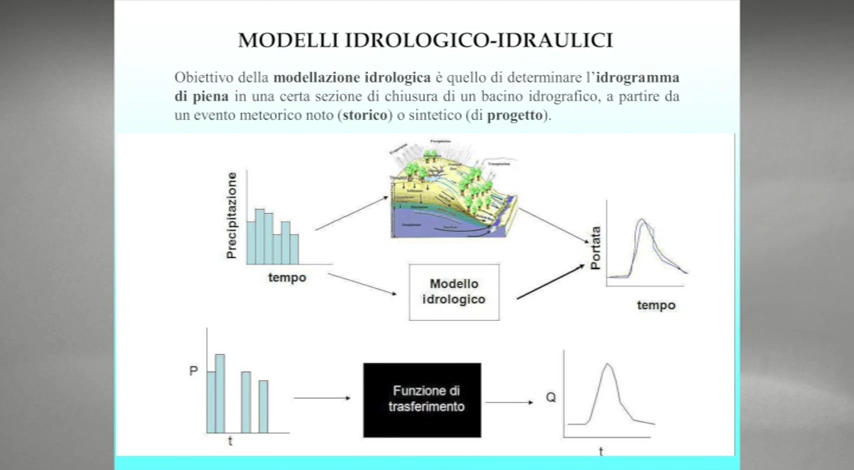 MODELLI IDROLOGICO-IDRAULICI
Obiettivo della modellazione idrologica è quello di determinare l'idrogramma
di piena in una certa sezione di chiusura di un bacino idrografico, a partire da
un evento meteorico noto (storico) o sintetico (di progetto).
Precipitazione
tempo
Modello
idrologico
Portata
tempo
P
t
Funzione di
trasferimento
Q
t